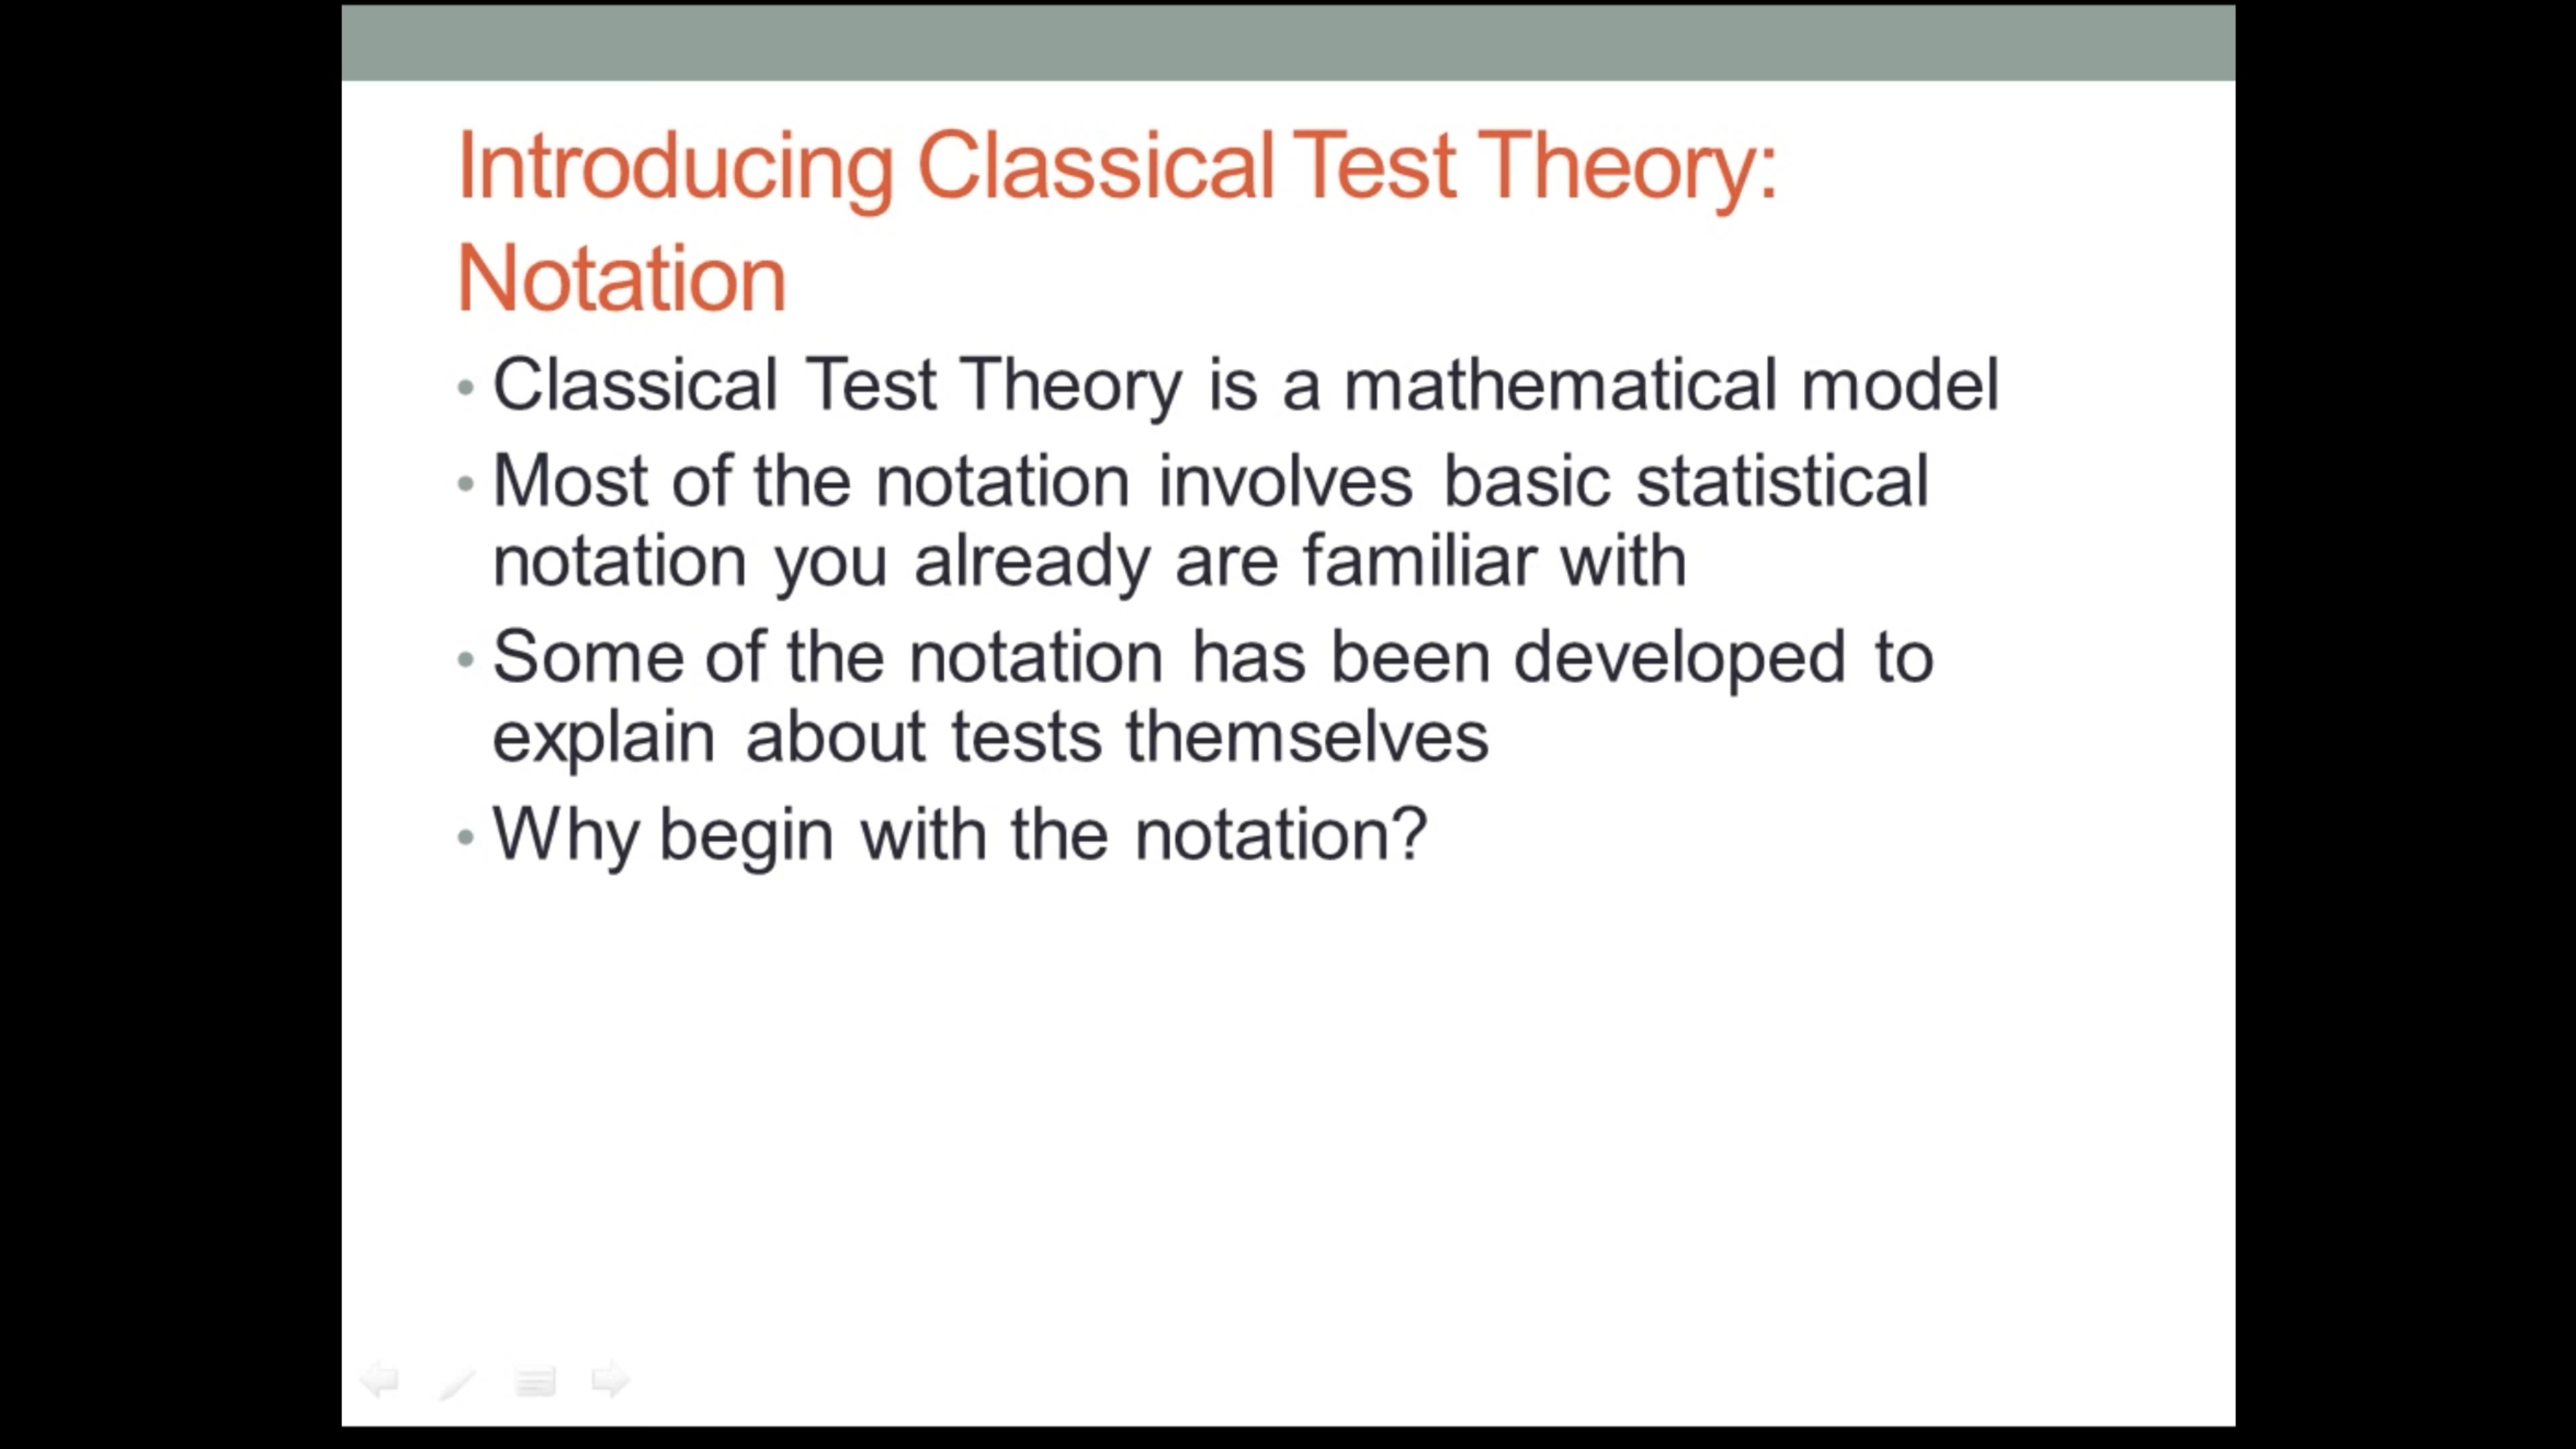 Introducing Classical Test Theory:
Notation
• Classical Test Theory is a mathematical model
• Most of the notation involves basic statistical
notation you already are familiar with
• Some of the notation has been developed to
explain about tests themselves
• Why begin with the notation?